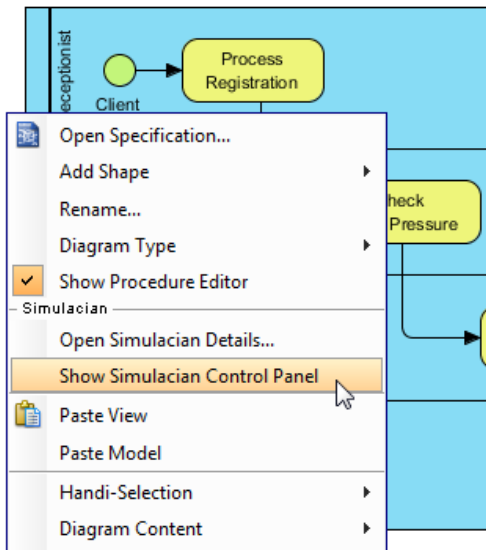 eceptionist
Process
Registration
Client
Open Specification...
Add Shape
Rename...
Diagram Type
Show Procedure Editor
Simulacian
Open Simulacian Details...
Show Simulacian Control Panel
Paste View
Paste Model
Handi-Selection
Diagram Content
heck
Pressure